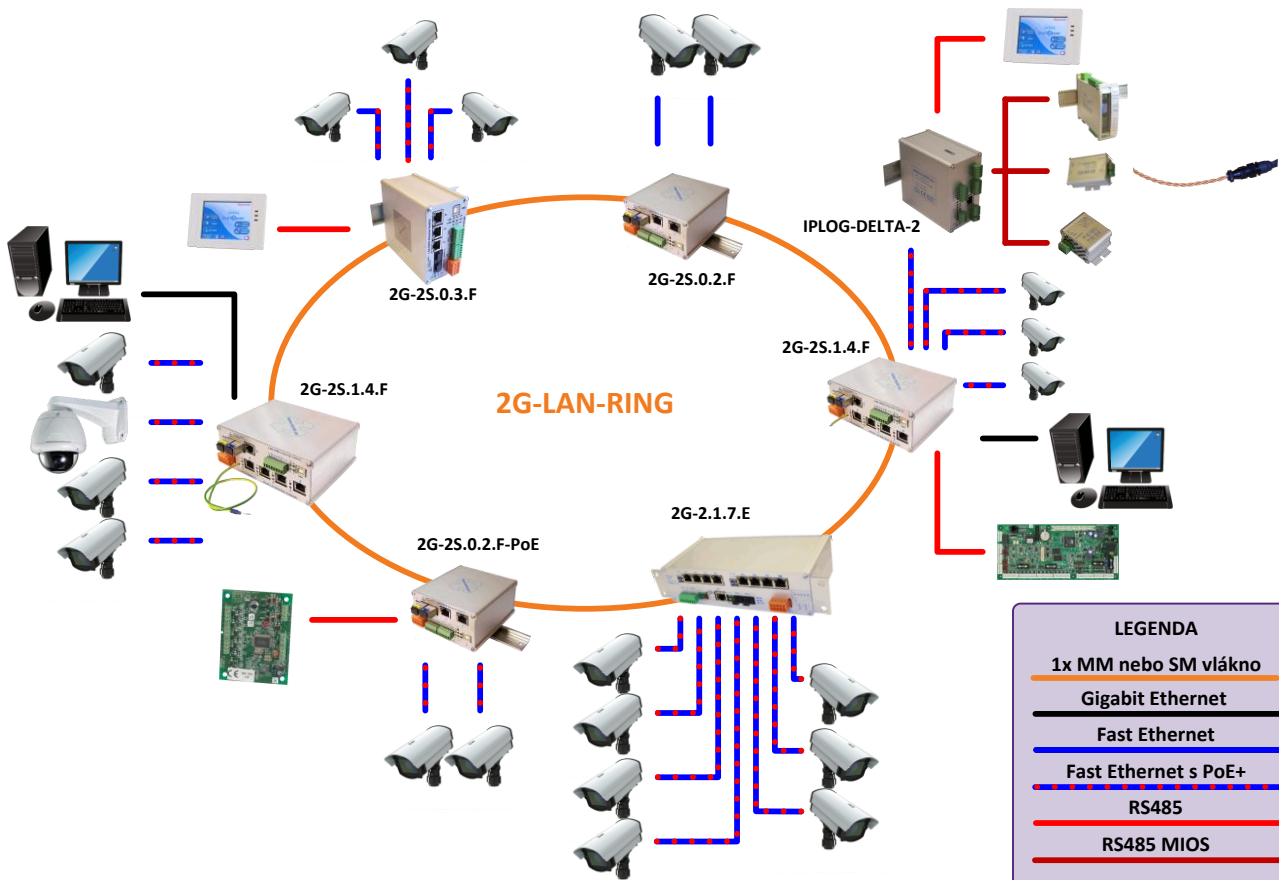 IPLOG-DELTA-2
2G-2S.0.3.F
2G-2S.0.2.F
2G-2S.1.4.F
2G-2S.1.4.F
2G-LAN-RING
2G-2.1.7.E
2G-2S.0.2.F-PoE
LEGENDA
1x MM nebo SM vlákno
Gigabit Ethernet
Fast Ethernet
Fast Ethernet s PoE+
RS485
RS485 MIOS